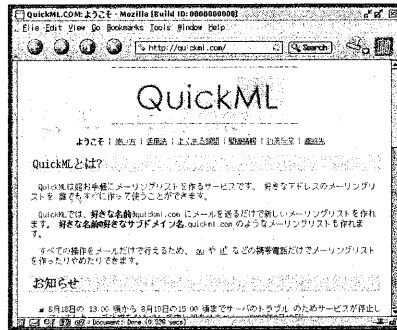 QuickML.COM: ようこそ - Mozilla {Build ID: 0000000000}
File Edit View Go Bookmarks Tools Window Help
http://quickml.com/ Search
QuickML
ようこそ | 使い方 | 活用法 | よくある質問 | 関連情報 | | 連絡先
QuickMLとは?
QuickMLは超お手軽にメーリングリストを作るサービスです。 好きなアドレスのメーリングリ
ストを 誰でもすぐに作って使うことができます。
QuickMLでは、好きな名前@quickml.com にメールを送るだけで新しいメーリングリストを作れ
ます。 好きな名前@好きなサブドメイン名.quickml.com のようなメーリングリストも作れま
す。
すべての操作をメールだけで行えるため、 au や などの携帯電話だけでメーリングリスト
を作ったりやめたりできます。
お知らせ
8月18日の 13:00 頃から 8月19日の15:00 頃までサーバのトラブル のためサービスが停止し
Document: Done (0.328 secs)